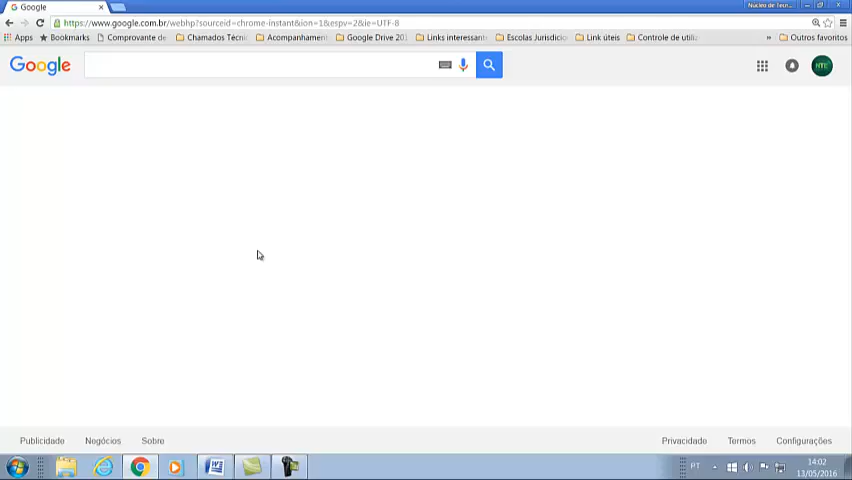 Google
Núcleo de Tecn...
https://www.google.com.br/webhp?sourceid=chrome-instant&ion=1&espv=2&ie=UTF-8
Apps Bookmarks Comprovante de Chamados Técnic Acompanhament Google Drive 201 Links interessante Escolas Jurisdicio Link úteis Controle de utiliz » Outros favoritos
Google NTE
Publicidade Negócios Sobre Privacidade Termos Configurações
PT 14:02
13/05/2016